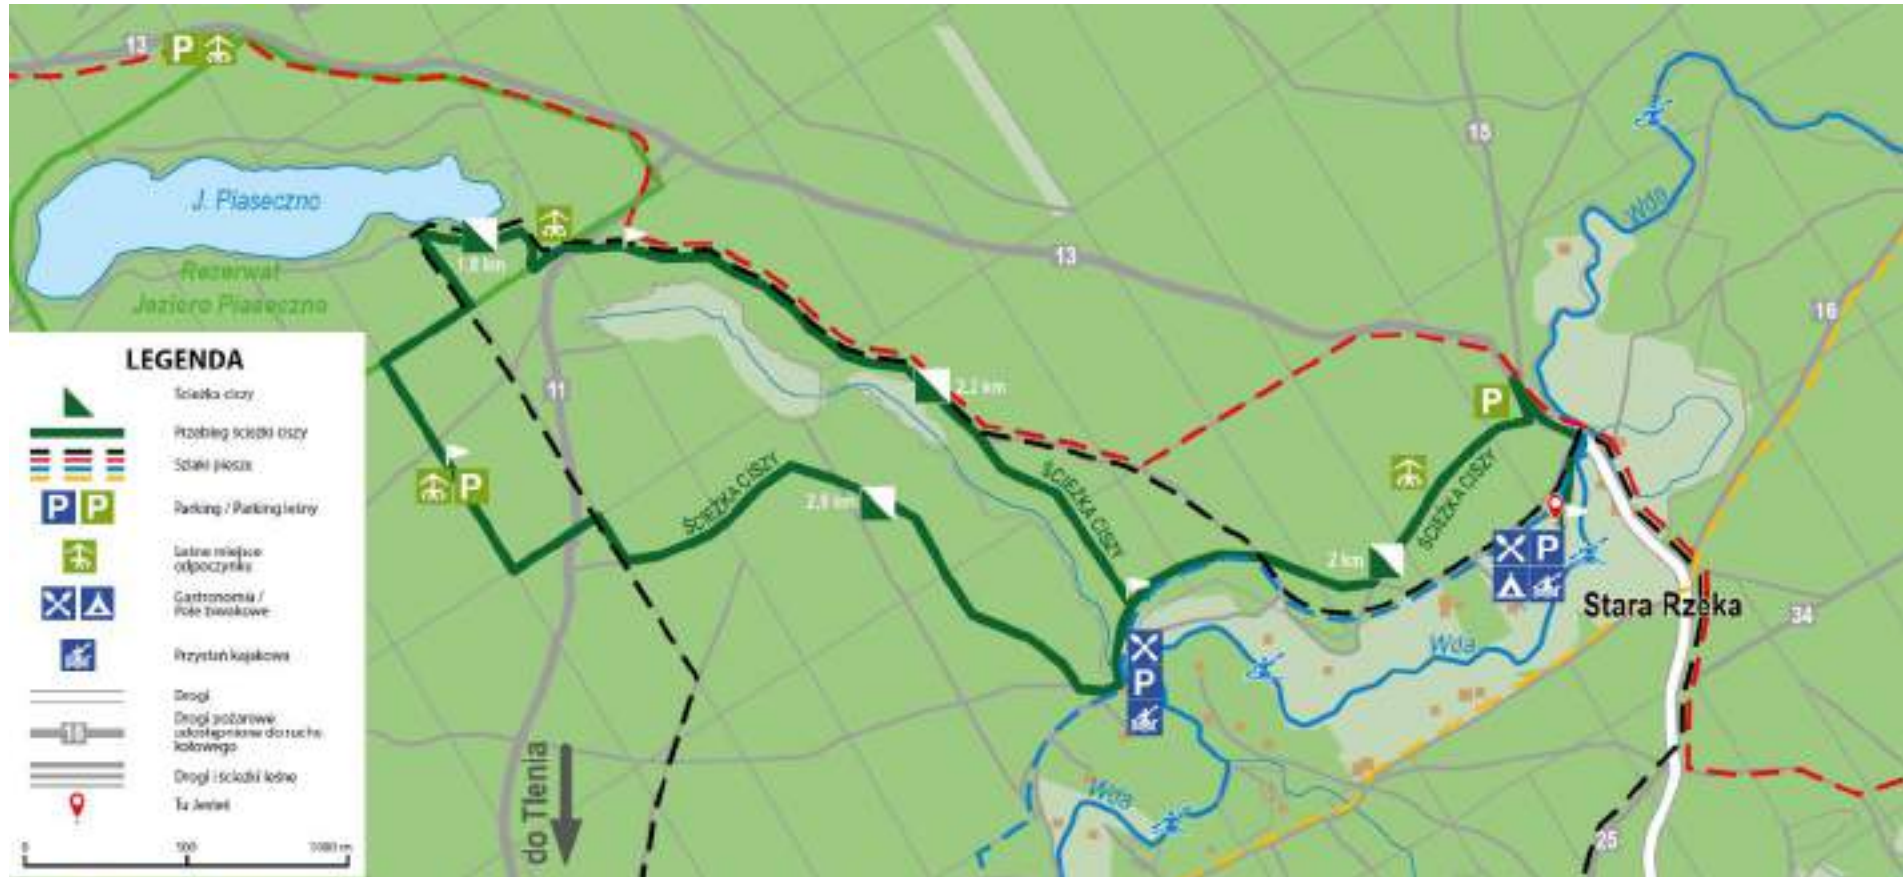 13
P
J. Piaseczno
1,8 km
Rezerwat
Jezioro Piaseczno
LEGENDA
Ścieżka ciszy
Przebieg ścieżki ciszy
Szlaki piesze
P P
Parking / Parking leśny
Leśne miejsce
odpoczynku
Gastronomia /
Pole biwakowe
Przystań kajakowa
Drogi
Drogi pożarowe
udostępnione do ruchu
kołowego
Drogi i ścieżki leśne
Tu Jesteś
0 500 1000 m
11
P
do Tlenia
ŚCIEŻKA CISZY
2,8 km
2,2 km
ŚCIEŻKA CISZY
13
15
Wda
16
P
ŚCIEŻKA CISZY
2 km
P
Stara Rzeka
34
Wda
P
Wda
25